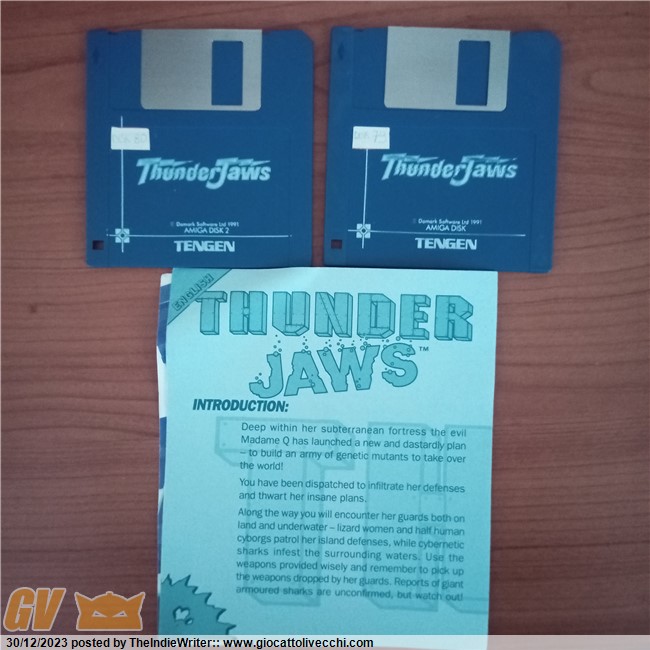 ThunderJaws
© Domark Software Ltd 1991
AMIGA DISK 2
TENGEN
ThunderJaws
© Domark Software Ltd 1991
AMIGA DISK
TENGEN
ENGLISH
THUNDER
JAWS™
INTRODUCTION:
Deep within her subterranean fortress the evil
Madame Q has launched a new and dastardly plan
– to build an army of genetic mutants to take over
the world!
You have been dispatched to infiltrate her defenses
and thwart her insane plans.
Along the way you will encounter her guards both on
land and underwater – lizard women and half human
cyborgs patrol her island defenses, while cybernetic
sharks infest the surrounding waters. Use the
weapons provided wisely and remember to pick up
the weapons dropped by her guards. Reports of giant
armoured sharks are unconfirmed, but watch out!
GV
30/12/2023 posted by TheIndieWriter:: www.giocattolivecchi.com